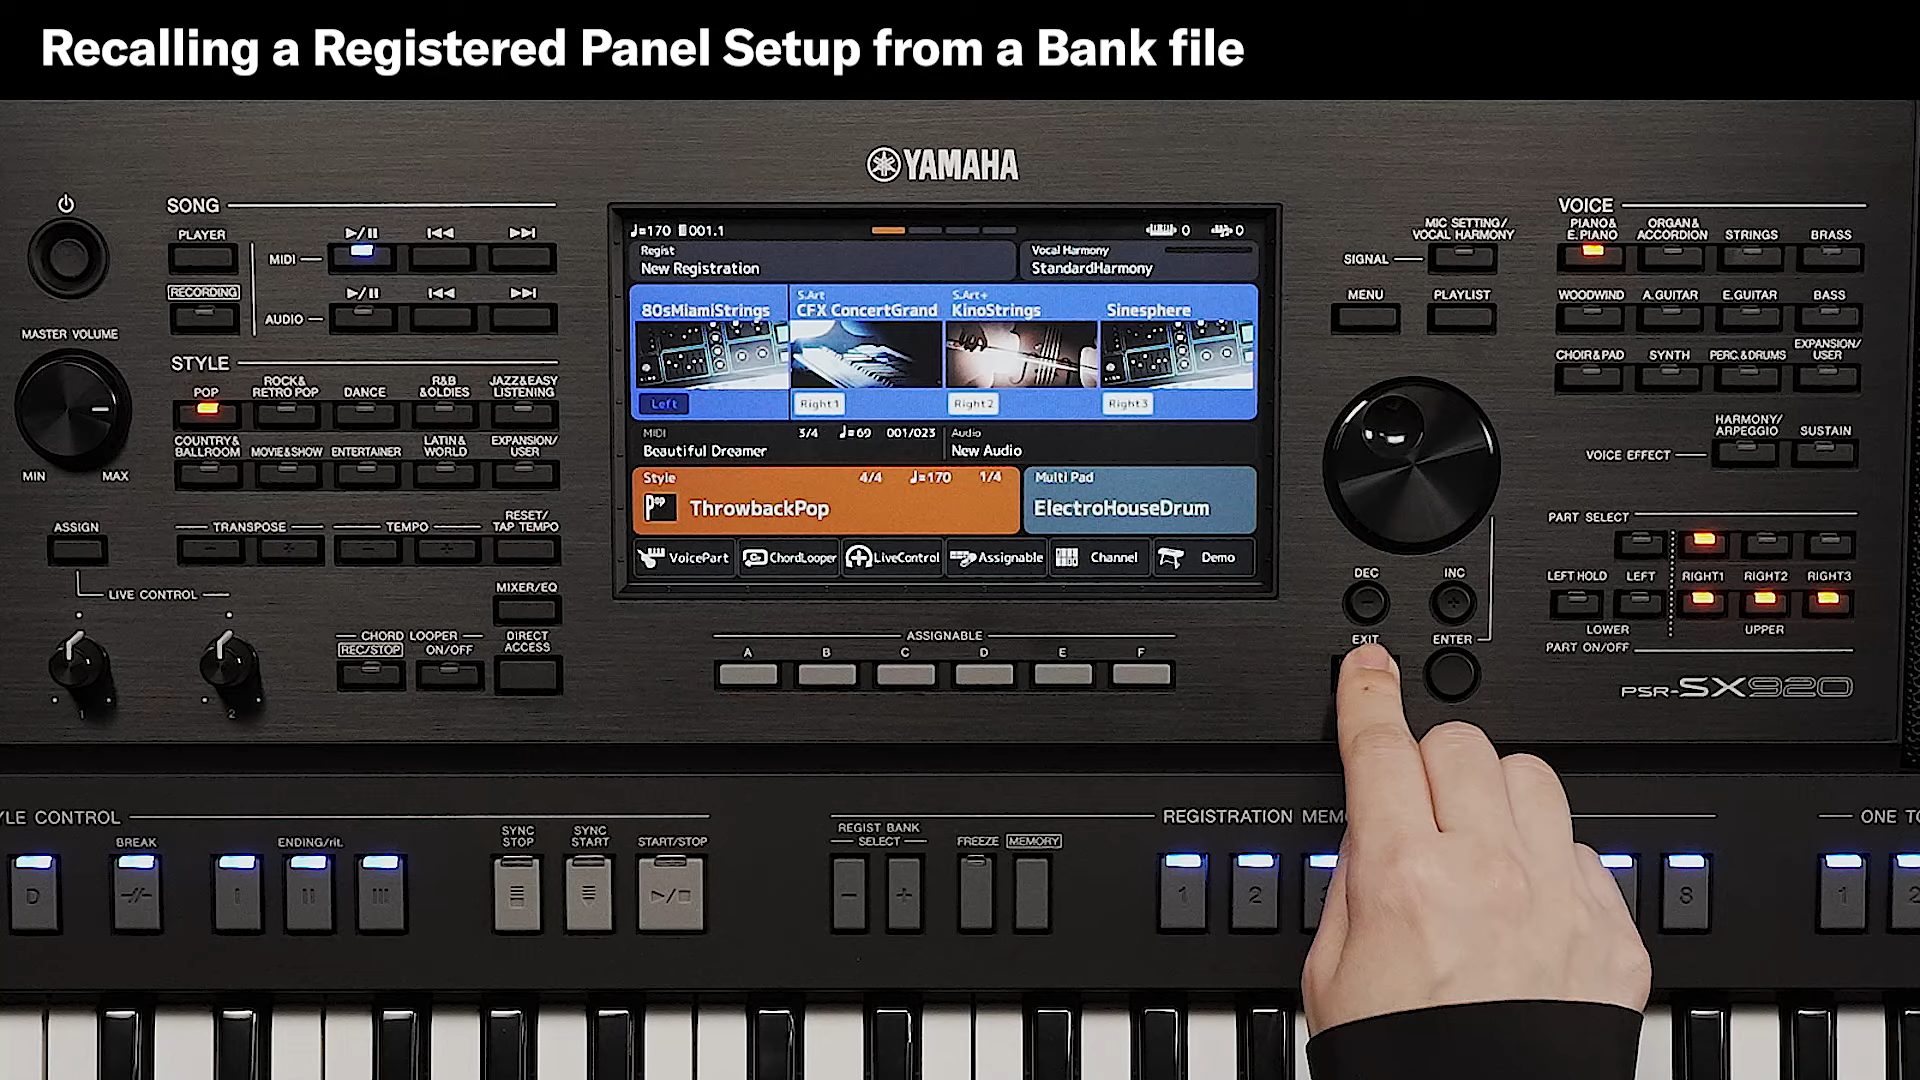 Recalling a Registered Panel Setup from a Bank file
YAMAHA
SONG
PLAYER
RECORDING
MIDI
AUDIO
MASTER VOLUME
MIN MAX
STYLE
POP ROCK& RETRO POP DANCE R&B &OLDIES JAZZ&EASY LISTENING
COUNTRY& BALLROOM MOVIE&SHOW ENTERTAINER LATIN& WORLD EXPANSION/ USER
ASSIGN
TRANSPOSE TEMPO RESET/ TAP TEMPO
- + - +
LIVE CONTROL
1 2
MIXER/EQ
CHORD LOOPER
REC/STOP ON/OFF
DIRECT ACCESS
♩=170 001.1 0 0
Regist
New Registration
Vocal Harmony
StandardHarmony
80sMiamiStrings
S.Art
CFX ConcertGrand
S.Art+
KinoStrings
Sinesphere
Left Right1 Right2 Right3
MIDI 3/4 ♩=69 001/023
Beautiful Dreamer
Audio
New Audio
Style 4/4 ♩=170 1/4
Pop ThrowbackPop
Multi Pad
ElectroHouseDrum
VoicePart ChordLooper LiveControl Assignable Channel Demo
ASSIGNABLE
A B C D E F
MIC SETTING/ VOCAL HARMONY
SIGNAL
MENU PLAYLIST
DEC INC
- +
EXIT ENTER
VOICE
PIANO& E.PIANO ORGAN& ACCORDION STRINGS BRASS
WOODWIND A.GUITAR E.GUITAR BASS
CHOIR&PAD SYNTH PERC.&DRUMS EXPANSION/ USER
HARMONY/ ARPEGGIO SUSTAIN
VOICE EFFECT
PART SELECT
LEFT HOLD LEFT RIGHT1 RIGHT2 RIGHT3
LOWER UPPER
PART ON/OFF
PSR-SX920
YLE CONTROL
BREAK ENDING/rit.
D I II III
SYNC STOP SYNC START START/STOP
REGIST BANK
SELECT
- +
FREEZE MEMORY
REGISTRATION MEM
1 2 3 8
ONE TO
1 2